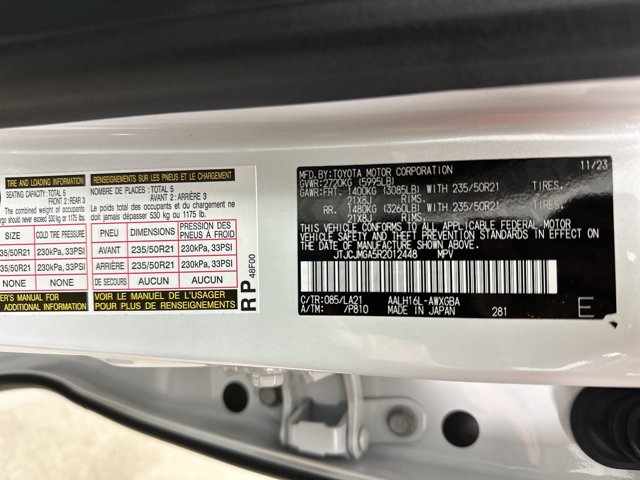 TIRE AND LOADING INFORMATION
SEATING CAPACITY: TOTAL 5
FRONT 2 : REAR 3
The combined weight of occupants
never exceed 530 kg or 1175 lbs.
SIZE COLD TIRE PRESSURE
235/50R21 230kPa, 33PSI
235/50R21 230kPa, 33PSI
NONE NONE
OWNER'S MANUAL FOR
ADDITIONAL INFORMATION
RENSEIGNEMENTS SUR LES PNEUS ET LE CHARGEMENT
NOMBRE DE PLACES : TOTAL 5
AVANT 2 : ARRIÈRE 3
Le poids total des occupants et du chargement ne
doit jamais dépasser 530 kg ou 1175 lb.
PNEU DIMENSIONS PRESSION DES PNEUS À FROID
AVANT 235/50R21 230kPa, 33PSI
ARRIÈRE 235/50R21 230kPa, 33PSI
DE SECOURS AUCUN AUCUN
VOIR LE MANUEL DE L'USAGER
POUR PLUS DE RENSEIGNEMENTS
RP 48F00
MFD.BY:TOYOTA MOTOR CORPORATION 11/23
GVWR:2720KG (5995LB)
GAWR:FRT. 1400KG (3085LB) WITH 235/50R21 TIRES,
21X8J RIMS.
RR. 1480KG (3260LB) WITH 235/50R21 TIRES,
21X8J RIMS.
THIS VEHICLE CONFORMS TO ALL APPLICABLE FEDERAL MOTOR
VEHICLE SAFETY AND THEFT PREVENTION STANDARDS IN EFFECT
ON THE DATE OF MANUFACTURE SHOWN ABOVE.
JTJCJMGA5R2012448 MPV
C/TR:085/LA21 AALH16L-AWXGBA
A/TM: /P810 MADE IN JAPAN 281 E